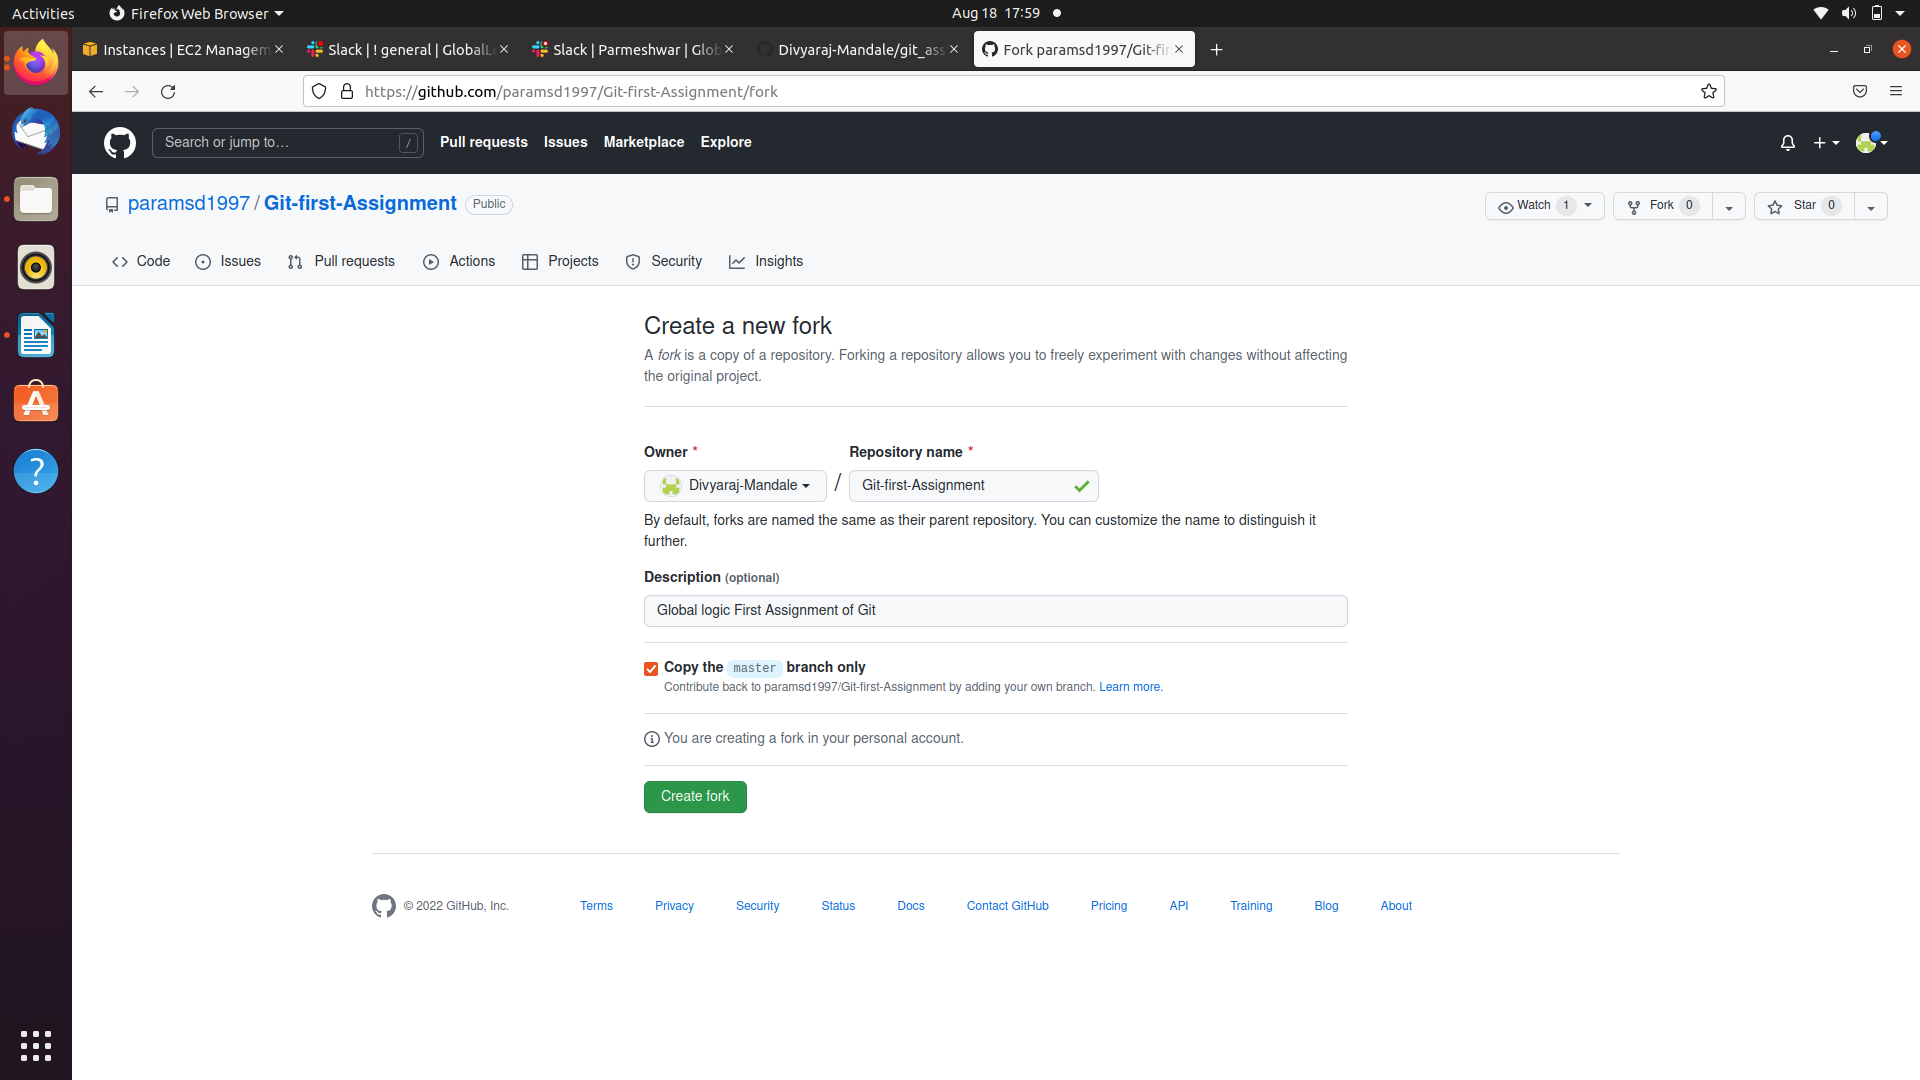 Activities Firefox Web Browser Aug 18 17:59
Instances | EC2 Managem Slack | ! general | GlobalL Slack | Parmeshwar | Glob Divyaraj-Mandale/git_ass Fork paramsd1997/Git-fir
https://github.com/paramsd1997/Git-first-Assignment/fork
Search or jump to… / Pull requests Issues Marketplace Explore
paramsd1997 / Git-first-Assignment Public Watch 1 Fork 0 Star 0
Code Issues Pull requests Actions Projects Security Insights
Create a new fork
A fork is a copy of a repository. Forking a repository allows you to freely experiment with changes without affecting
the original project.
Owner * Repository name *
Divyaraj-Mandale / Git-first-Assignment
By default, forks are named the same as their parent repository. You can customize the name to distinguish it
further.
Description (optional)
Global logic First Assignment of Git
Copy the master branch only
Contribute back to paramsd1997/Git-first-Assignment by adding your own branch. Learn more.
You are creating a fork in your personal account.
Create fork
© 2022 GitHub, Inc. Terms Privacy Security Status Docs Contact GitHub Pricing API Training Blog About